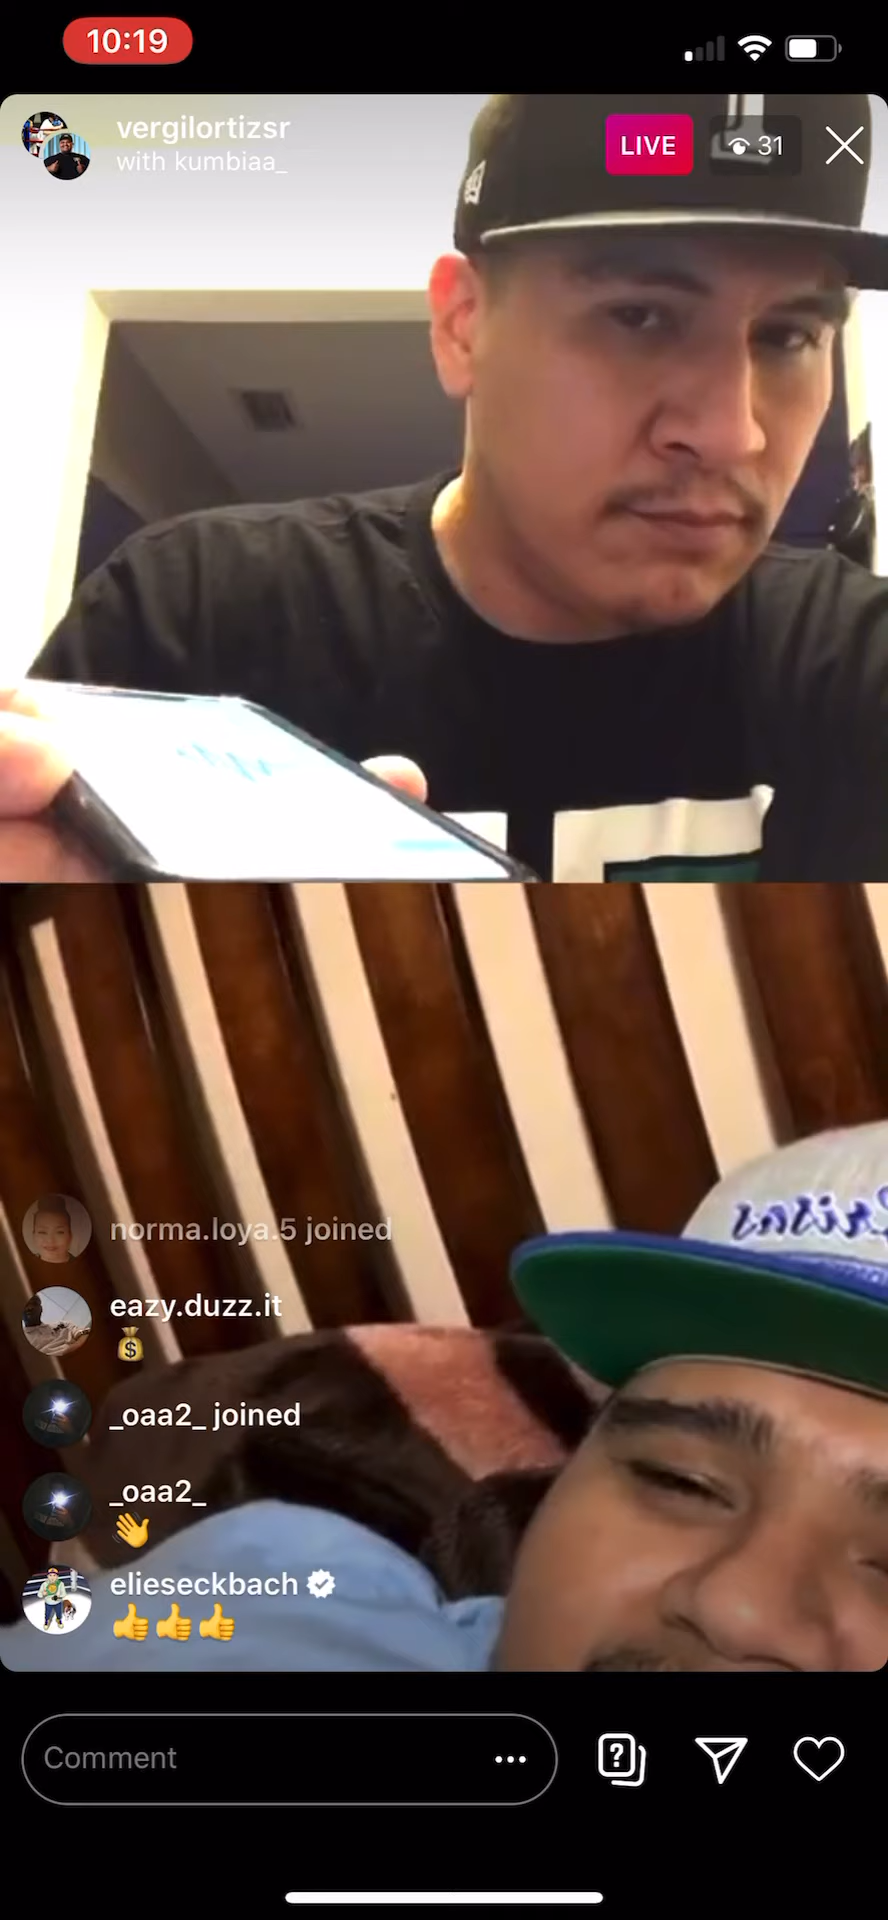 10:19
vergilortizsr
with kumbiaa_
LIVE
31
norma.loya.5 joined
eazy.duzz.it
_oaa2_ joined
_oaa2_
elieseckbach
Comment